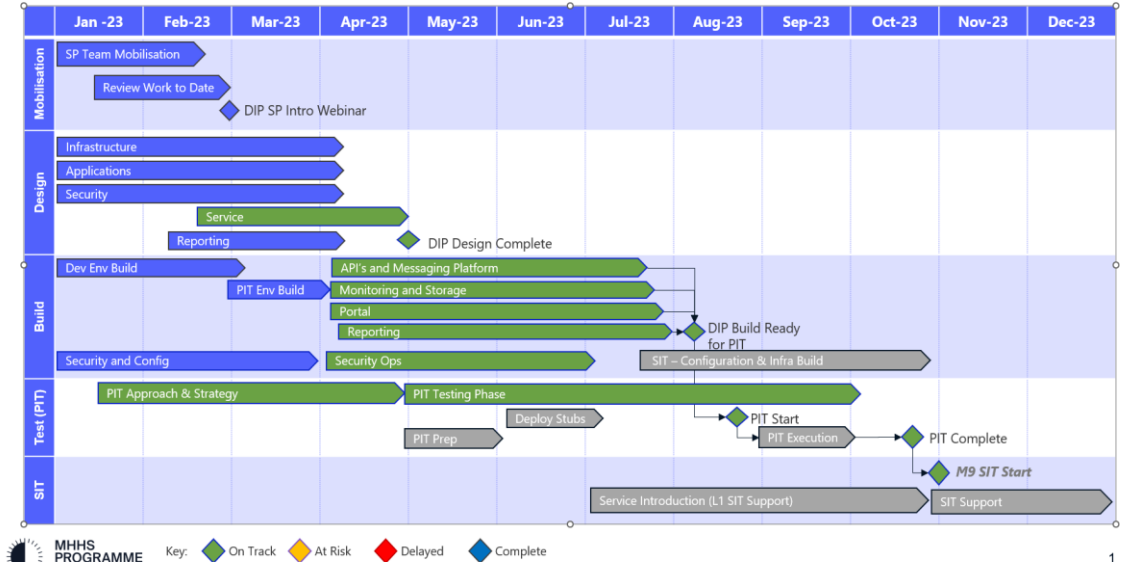 Jan -23 Feb-23 Mar-23 Apr-23 May-23 Jun-23 Jul-23 Aug-23 Sep-23 Oct-23 Nov-23 Dec-23
Mobilisation
SP Team Mobilisation
Review Work to Date
DIP SP Intro Webinar
Design
Infrastructure
Applications
Security
Service
Reporting
DIP Design Complete
Build
Dev Env Build
API's and Messaging Platform
PIT Env Build
Monitoring and Storage
Portal
Reporting
DIP Build Ready
for PIT
Security and Config
Security Ops
SIT – Configuration & Infra Build
Test (PIT)
PIT Approach & Strategy
PIT Testing Phase
Deploy Stubs
PIT Start
PIT Prep
PIT Execution
PIT Complete
SIT
M9 SIT Start
Service Introduction (L1 SIT Support)
SIT Support
MHHS
PROGRAMME
Key: On Track At Risk Delayed Complete
1